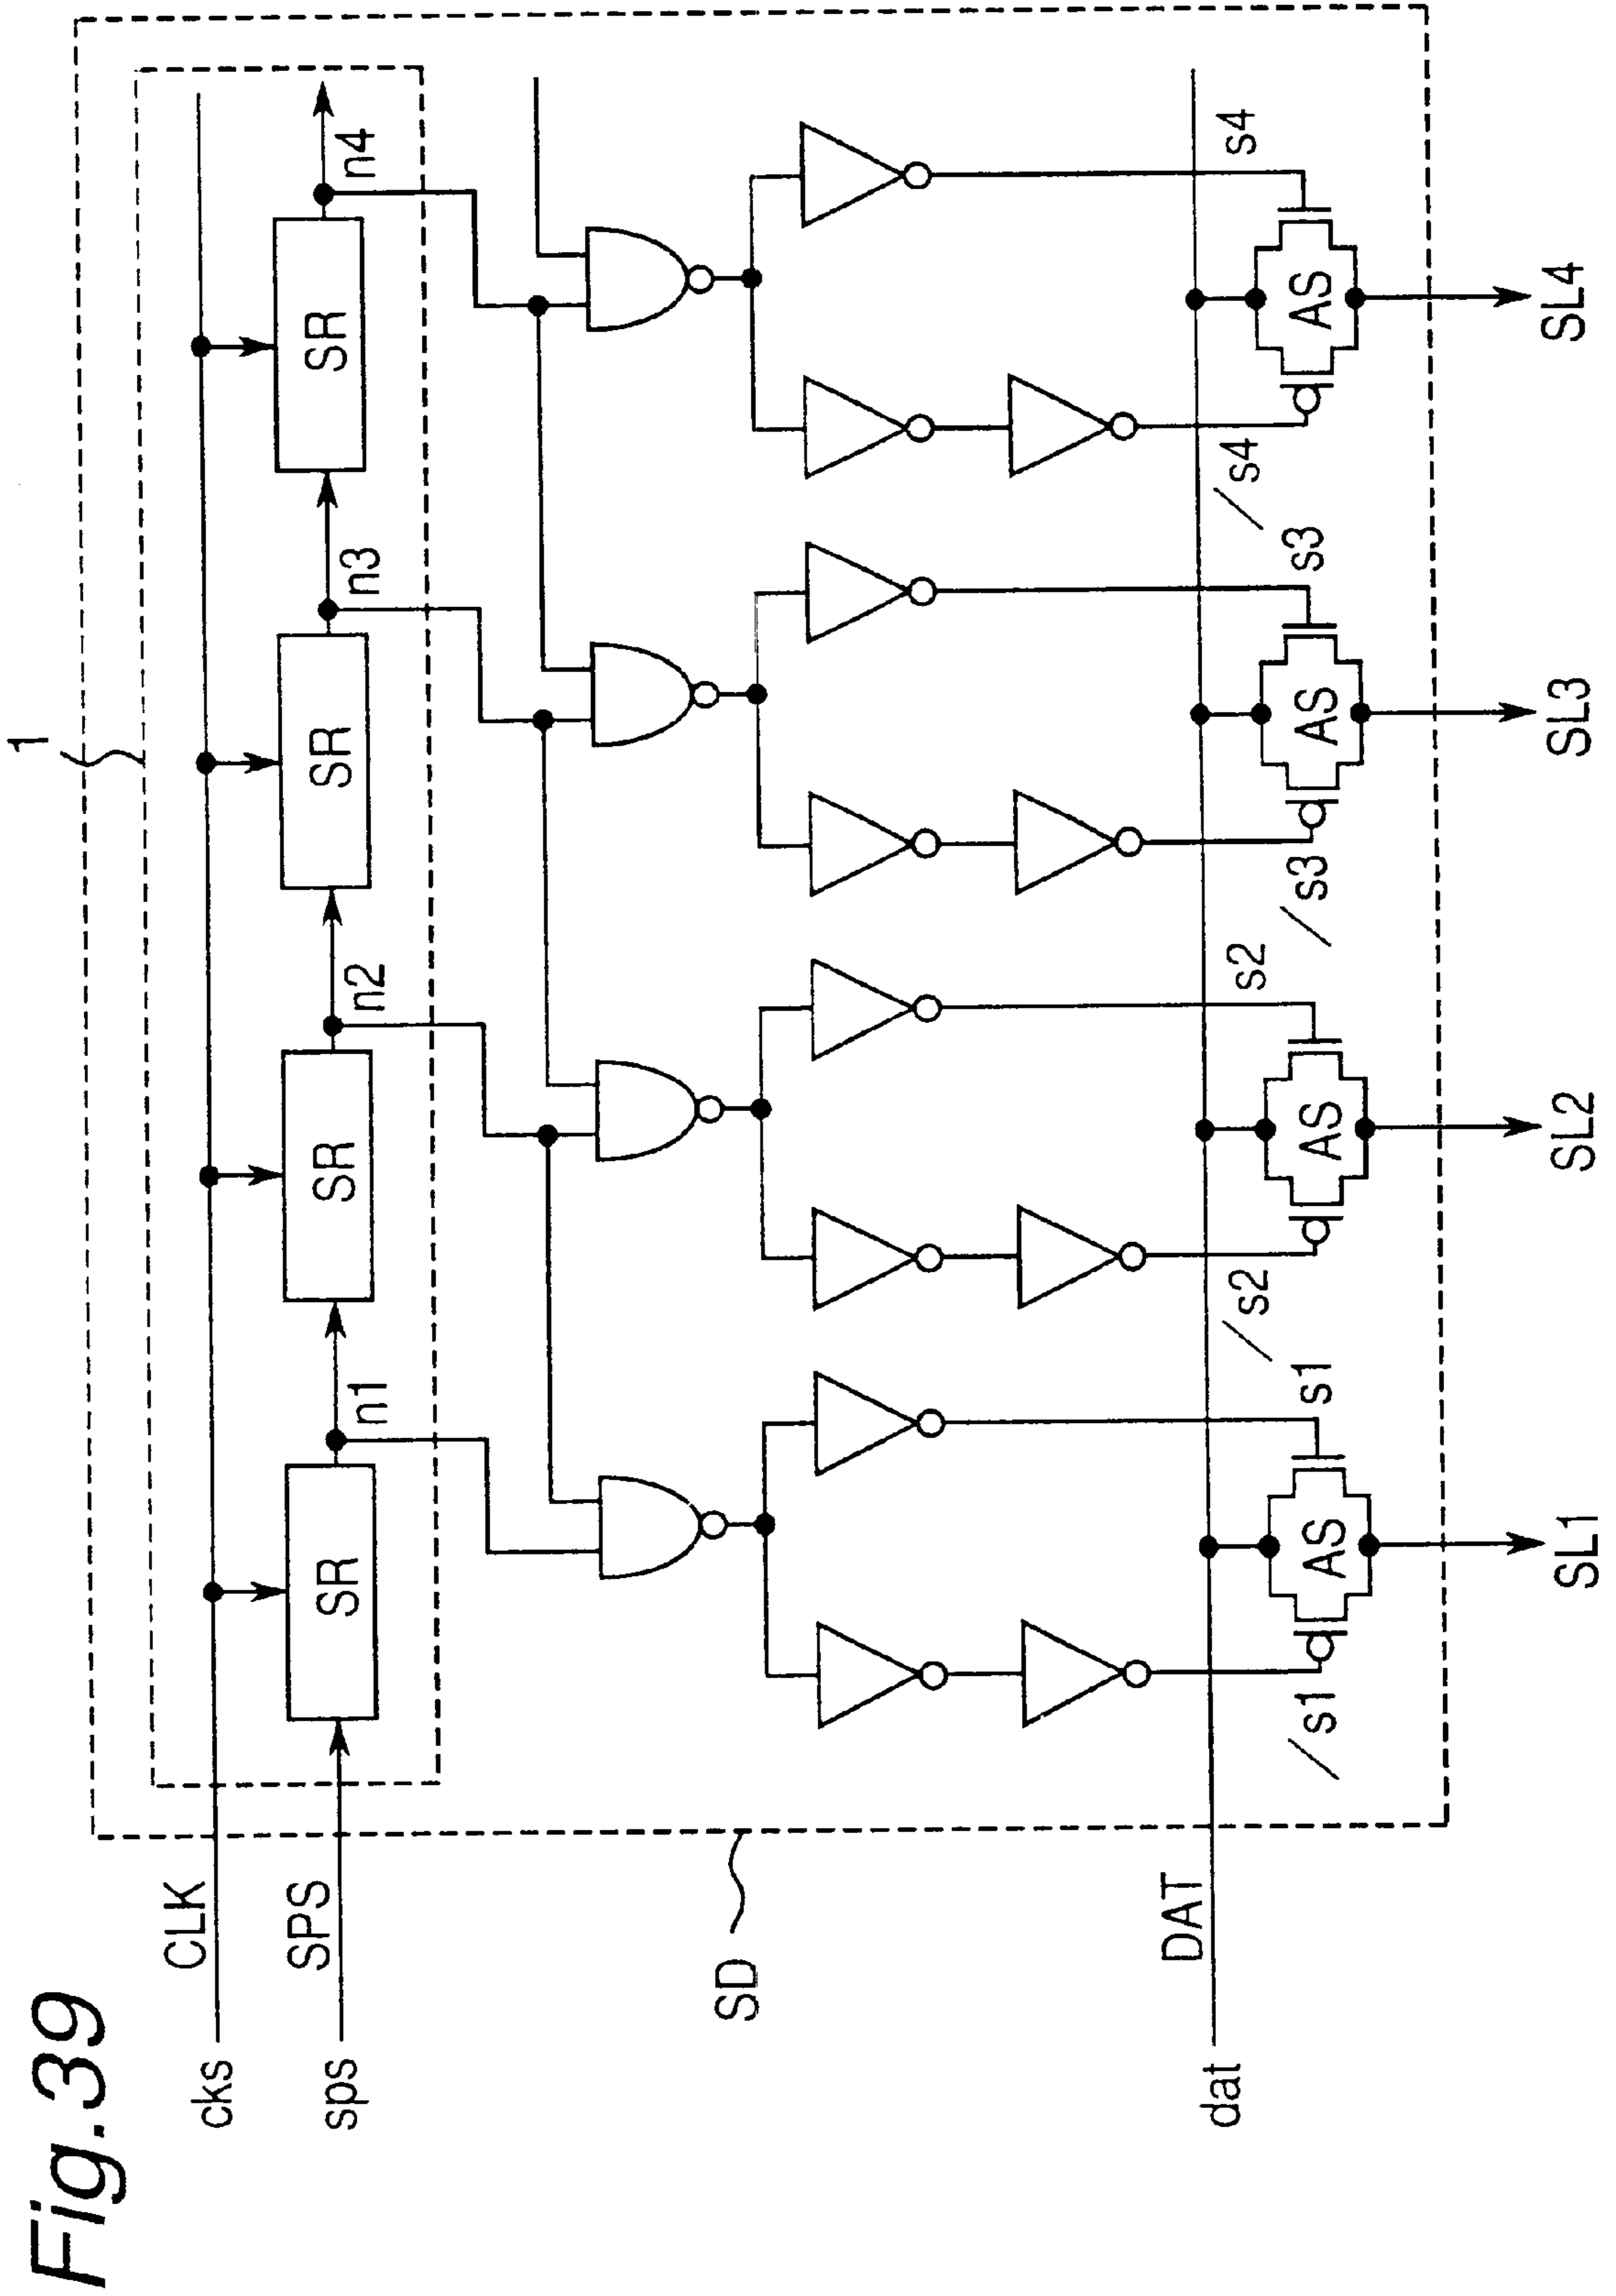 Fig.39
1
cks
CLK
sps
SPS
SR
SR
SR
SR
n1
n2
n3
n4
SD
dat
DAT
/s1
s1
/s2
s2
/s3
s3
/s4
s4
AS
AS
AS
AS
SL1
SL2
SL3
SL4